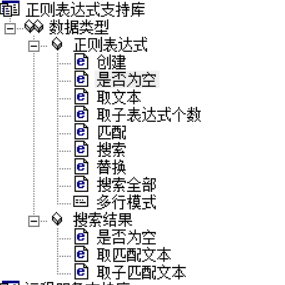 正则表达式支持库
数据类型
正则表达式
创建
是否为空
取文本
取子表达式个数
匹配
搜索
替换
搜索全部
多行模式
搜索结果
是否为空
取匹配文本
取子匹配文本